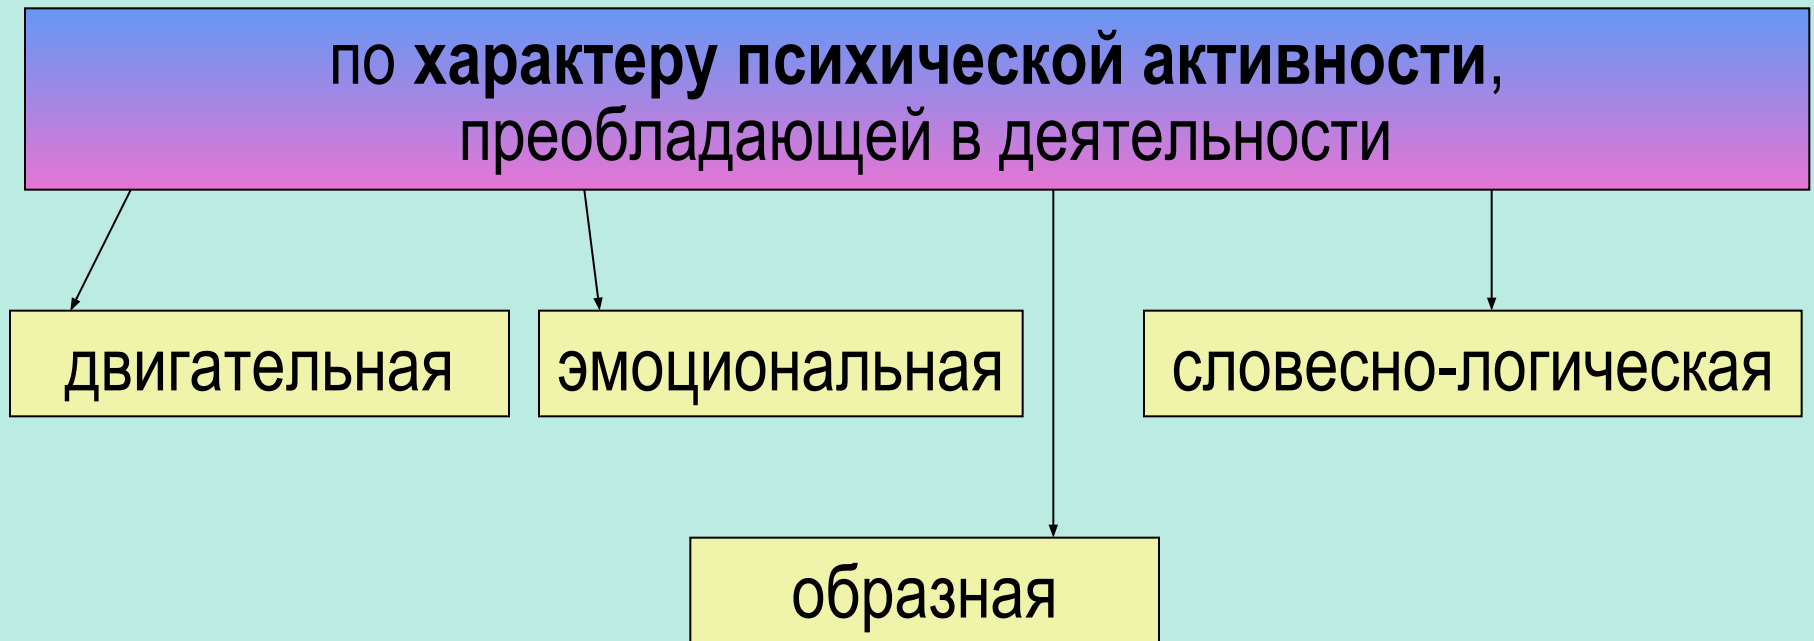 по характеру психической активности,
преобладающей в деятельности
двигательная
эмоциональная
словесно-логическая
образная